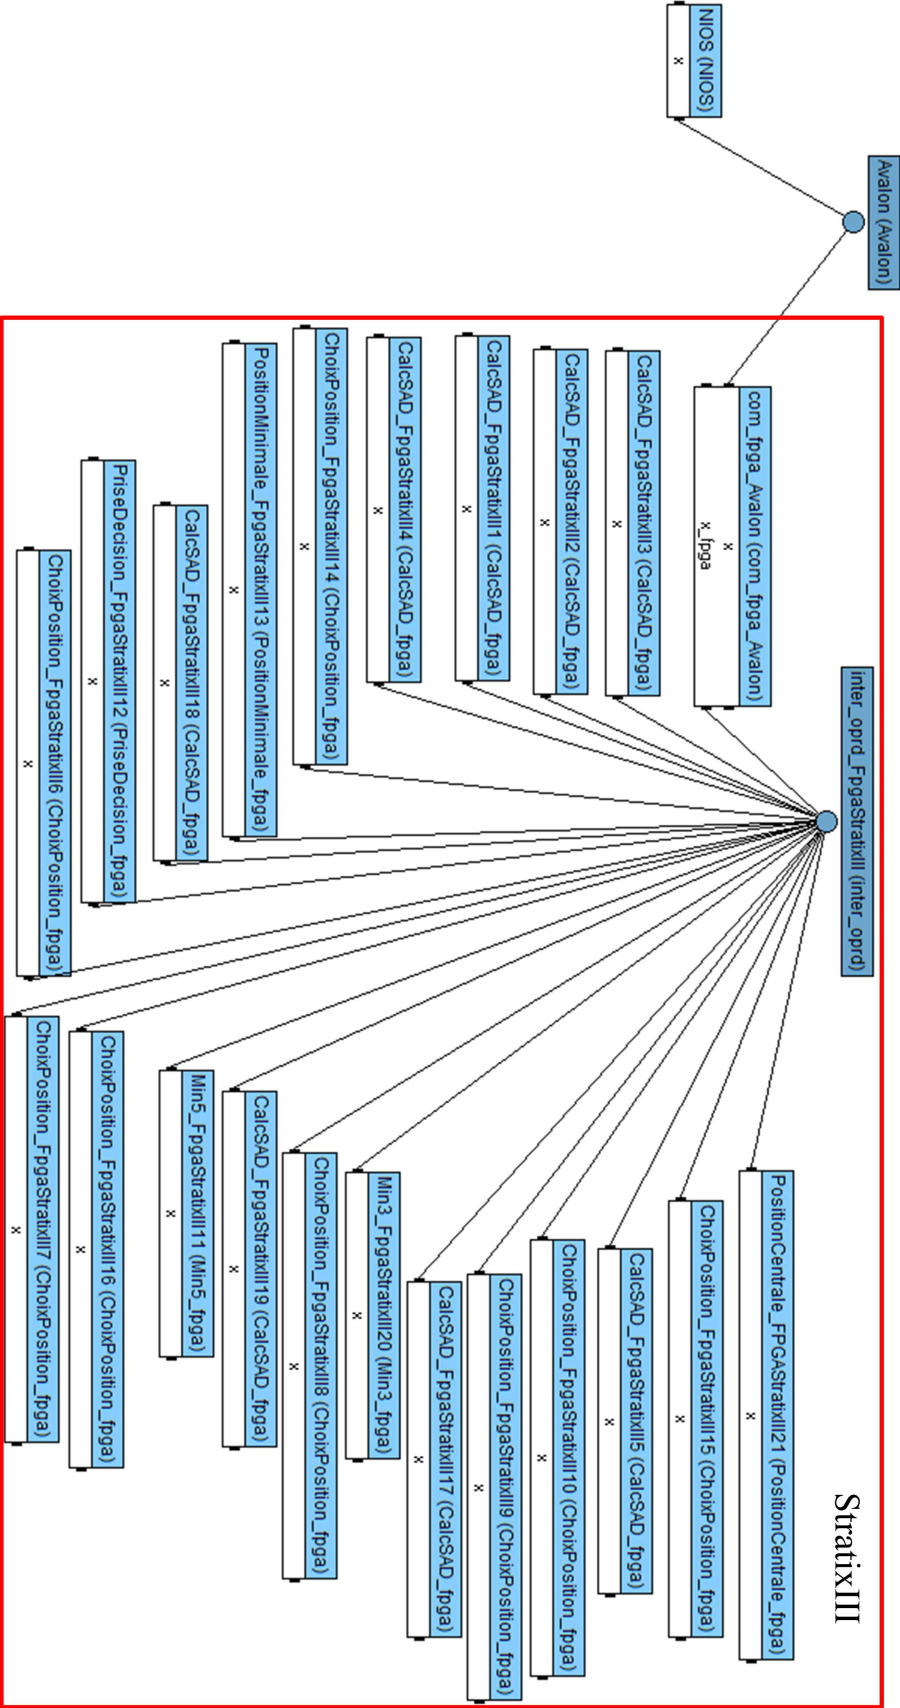 Avalon (Avalon)
NIOS (NIOS)
x
inter_oprd_FpgaStratixIII (inter_oprd)
StratixIII
com_fpga_Avalon (com_fpga_Avalon)
x
x_fpga
CalcSAD_FpgaStratixIII3 (CalcSAD_fpga)
x
CalcSAD_FpgaStratixIII2 (CalcSAD_fpga)
x
CalcSAD_FpgaStratixIII1 (CalcSAD_fpga)
x
CalcSAD_FpgaStratixIII4 (CalcSAD_fpga)
x
ChoixPosition_FpgaStratixIII14 (ChoixPosition_fpga)
x
PositionMinimale_FpgaStratixIII13 (PositionMinimale_fpga)
x
CalcSAD_FpgaStratixIII18 (CalcSAD_fpga)
x
PriseDecision_FpgaStratixIII12 (PriseDecision_fpga)
x
ChoixPosition_FpgaStratixIII6 (ChoixPosition_fpga)
x
PositionCentrale_FPGAStratixIII21 (PositionCentrale_fpga)
x
ChoixPosition_FpgaStratixIII15 (ChoixPosition_fpga)
x
CalcSAD_FpgaStratixIII5 (CalcSAD_fpga)
x
ChoixPosition_FpgaStratixIII10 (ChoixPosition_fpga)
x
ChoixPosition_FpgaStratixIII9 (ChoixPosition_fpga)
x
CalcSAD_FpgaStratixIII17 (CalcSAD_fpga)
x
Min3_FpgaStratixIII20 (Min3_fpga)
x
ChoixPosition_FpgaStratixIII8 (ChoixPosition_fpga)
x
CalcSAD_FpgaStratixIII19 (CalcSAD_fpga)
x
Min5_FpgaStratixIII11 (Min5_fpga)
x
ChoixPosition_FpgaStratixIII16 (ChoixPosition_fpga)
x
ChoixPosition_FpgaStratixIII7 (ChoixPosition_fpga)
x